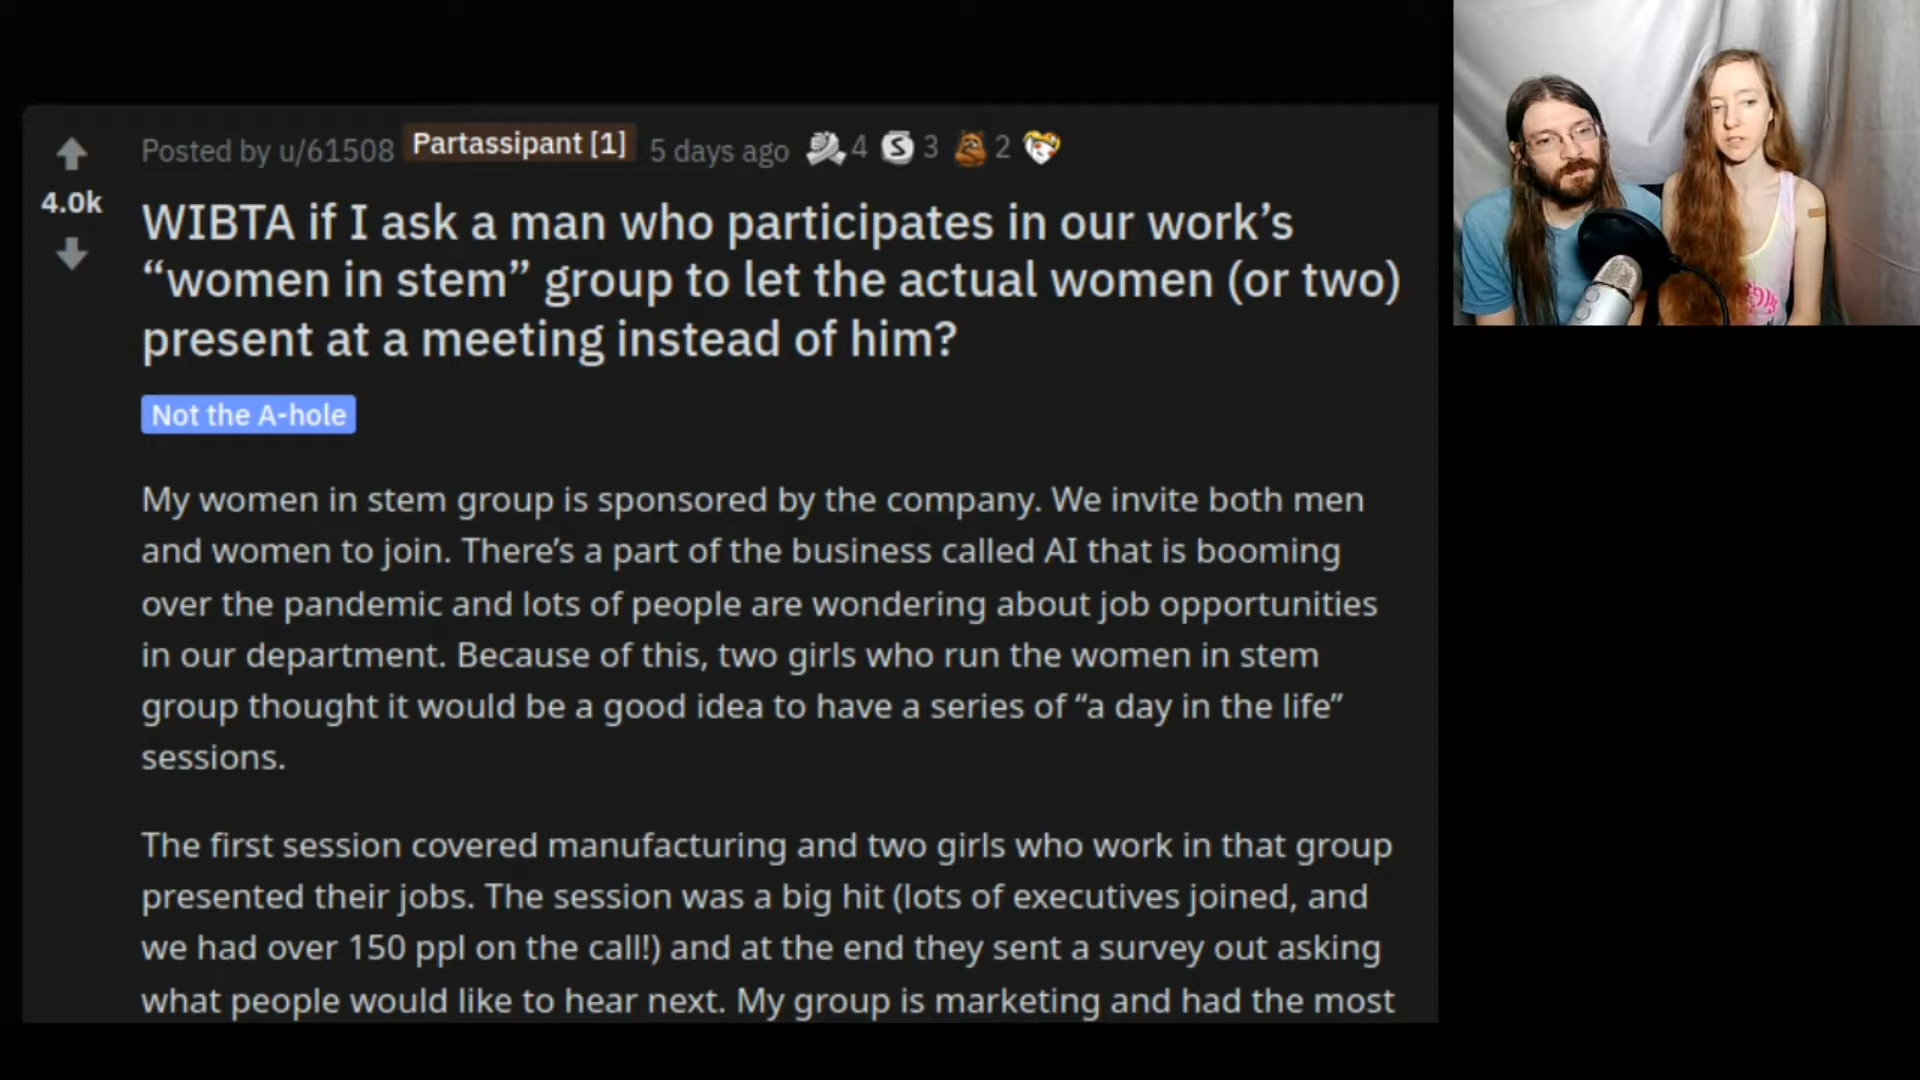 Posted by u/61508 Partassipant [1] 5 days ago 4 S 3 2
4.0k
WIBTA if I ask a man who participates in our work's
“women in stem” group to let the actual women (or two)
present at a meeting instead of him?
Not the A-hole
My women in stem group is sponsored by the company. We invite both men
and women to join. There's a part of the business called AI that is booming
over the pandemic and lots of people are wondering about job opportunities
in our department. Because of this, two girls who run the women in stem
group thought it would be a good idea to have a series of “a day in the life”
sessions.
The first session covered manufacturing and two girls who work in that group
presented their jobs. The session was a big hit (lots of executives joined, and
we had over 150 ppl on the call!) and at the end they sent a survey out asking
what people would like to hear next. My group is marketing and had the most